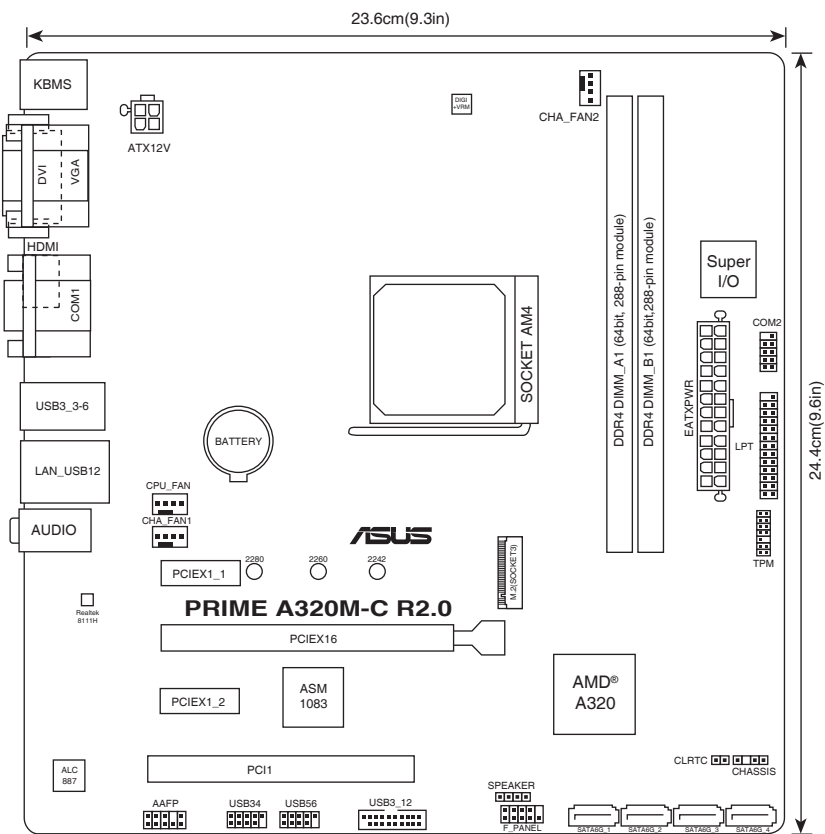 23.6cm(9.3in)
KBMS
DIGI
+VRM
CHA_FAN2
ATX12V
DVI
VGA
HDMI
COM1
Super
I/O
COM2
SOCKET AM4
DDR4 DIMM_A1 (64bit, 288-pin module)
DDR4 DIMM_B1 (64bit,288-pin module)
EATXPWR
LPT
24.4cm(9.6in)
USB3_3-6
BATTERY
LAN_USB12
CPU_FAN
CHA_FAN1
AUDIO
ASUS
M.2(SOCKET3)
TPM
PCIEX1_1
2280
2260
2242
Realtek
8111H
PRIME A320M-C R2.0
PCIEX16
AMD®
A320
ASM
1083
PCIEX1_2
ALC
887
PCI1
CLRTC
CHASSIS
SPEAKER
AAFP
USB34
USB56
USB3_12
F_PANEL
SATA6G_1
SATA6G_2
SATA6G_3
SATA6G_4